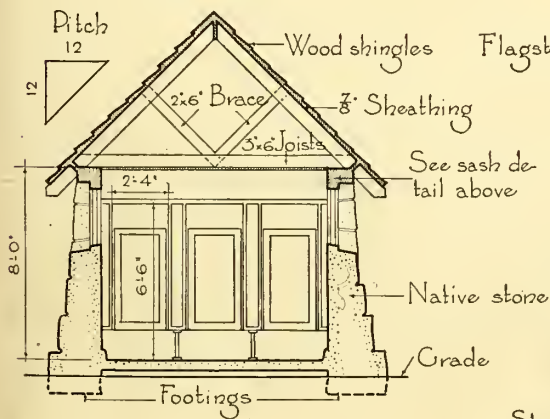 Pitch
12
12
Wood shingles
Flagst
2"x6" Brace
7/8" Sheathing
3"x6" Joists
See sash de-
tail above
2'-4"
8'-0"
6'-6"
Native stone
Grade
Footings
St